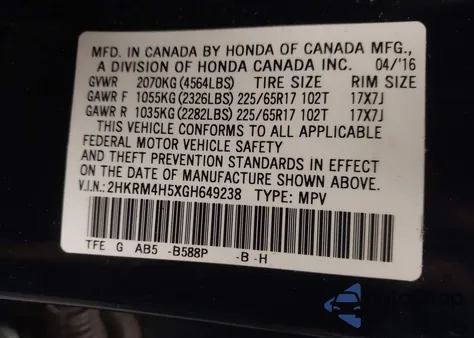 MFD. IN CANADA BY HONDA OF CANADA MFG.,
A DIVISION OF HONDA CANADA INC. 04/'16
GVWR 2070KG (4564LBS) TIRE SIZE RIM SIZE
GAWR F 1055KG (2326LBS) 225/65R17 102T 17X7J
GAWR R 1035KG (2282LBS) 225/65R17 102T 17X7J
THIS VEHICLE CONFORMS TO ALL APPLICABLE
FEDERAL MOTOR VEHICLE SAFETY
AND THEFT PREVENTION STANDARDS IN EFFECT
ON THE DATE OF MANUFACTURE SHOWN ABOVE.
V.I.N.: 2HKRM4H5XGH649238 TYPE: MPV
TFE G AB5 -B588P -B -H